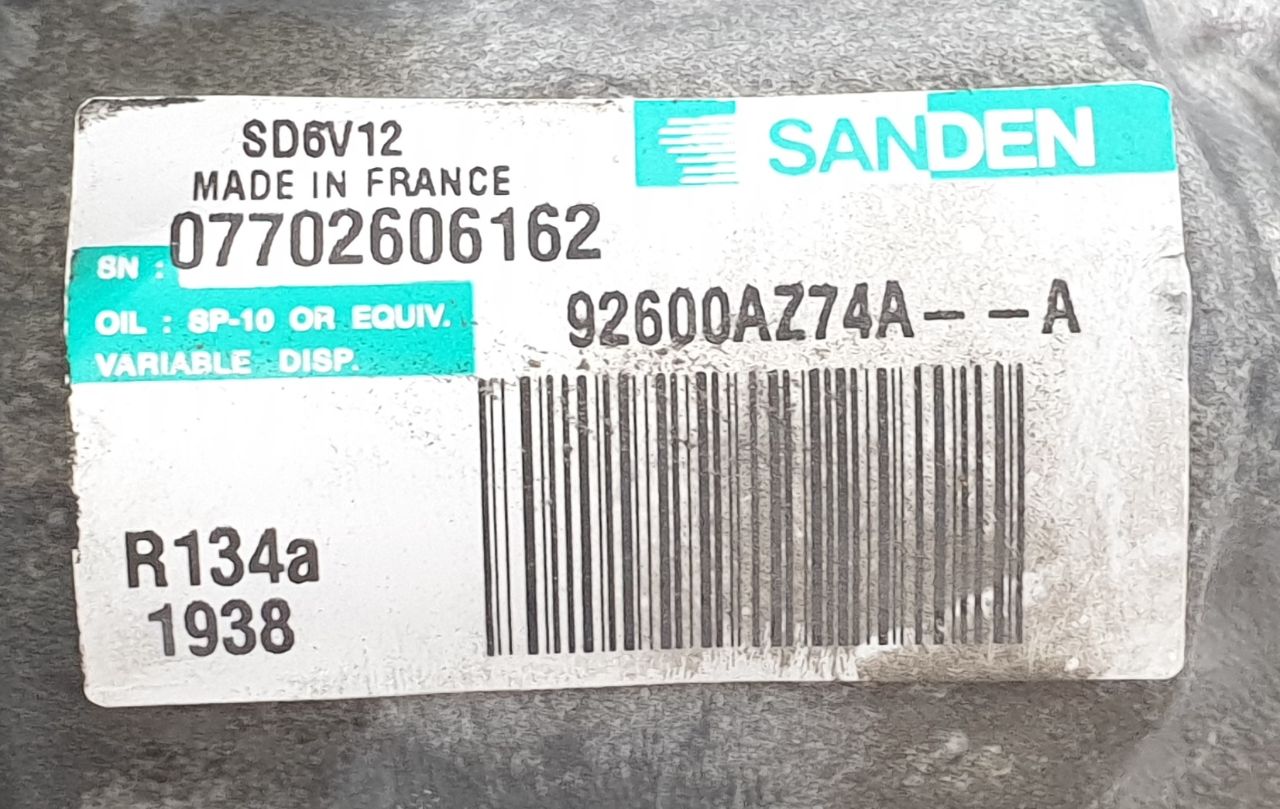 SD6V12
MADE IN FRANCE
SANDEN
SN : 07702606162
OIL : SP-10 OR EQUIV.
VARIABLE DISP.
92600AZ74A---A
R134a
1938